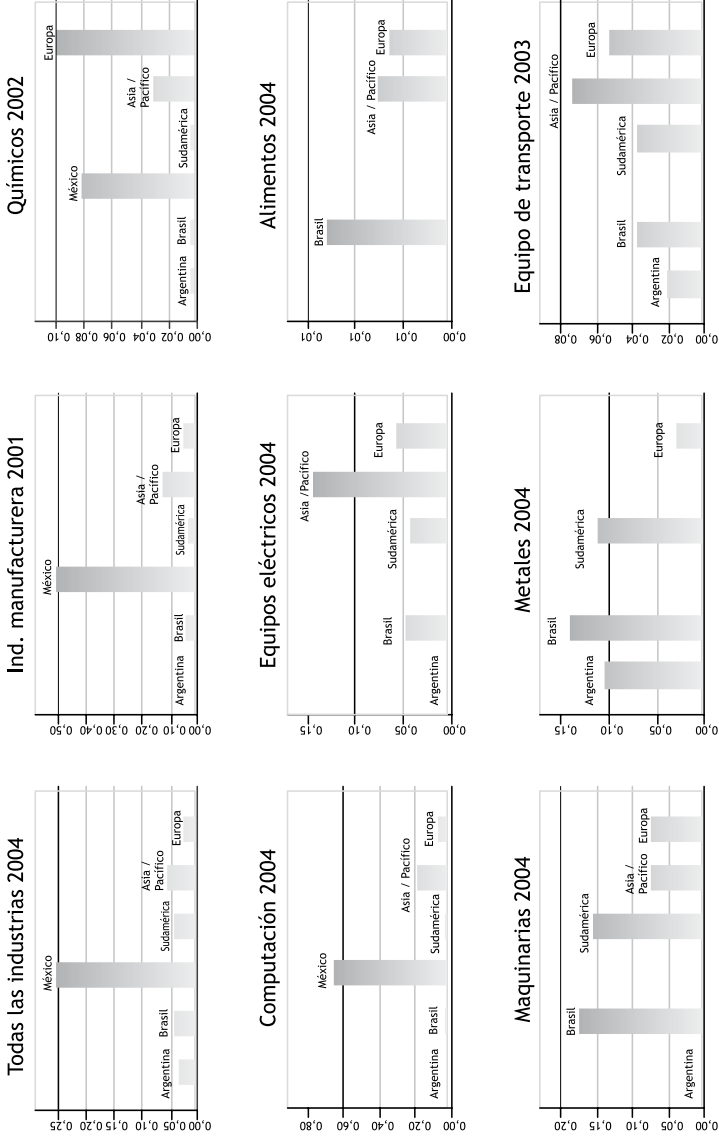 Todas las industrias 2004
0,25
0,20
0,15
0,10
0,05
0,00
Argentina
Brasil
México
Sudamérica
Asia /
Pacífico
Europa
Ind. manufacturera 2001
0,50
0,40
0,30
0,20
0,10
0,00
Argentina
Brasil
México
Sudamérica
Asia /
Pacífico
Europa
Químicos 2002
0,10
0,08
0,06
0,04
0,02
0,00
Argentina
Brasil
México
Sudamérica
Asia /
Pacífico
Europa
Computación 2004
0,80
0,60
0,40
0,20
0,00
Argentina
Brasil
México
Sudamérica
Asia / Pacífico
Europa
Equipos eléctricos 2004
0,15
0,10
0,05
0,00
Argentina
Brasil
Sudamérica
Asia /Pacífico
Europa
Alimentos 2004
0,01
0,01
0,01
0,00
Brasil
Asia / Pacífico
Europa
Maquinarias 2004
0,20
0,15
0,10
0,05
0,00
Argentina
Brasil
Sudamérica
Asia /
Pacífico
Europa
Metales 2004
0,15
0,10
0,05
0,00
Argentina
Brasil
Sudamérica
Europa
Equipo de transporte 2003
0,08
0,06
0,04
0,02
0,00
Argentina
Brasil
Sudamérica
Asia / Pacífico
Europa